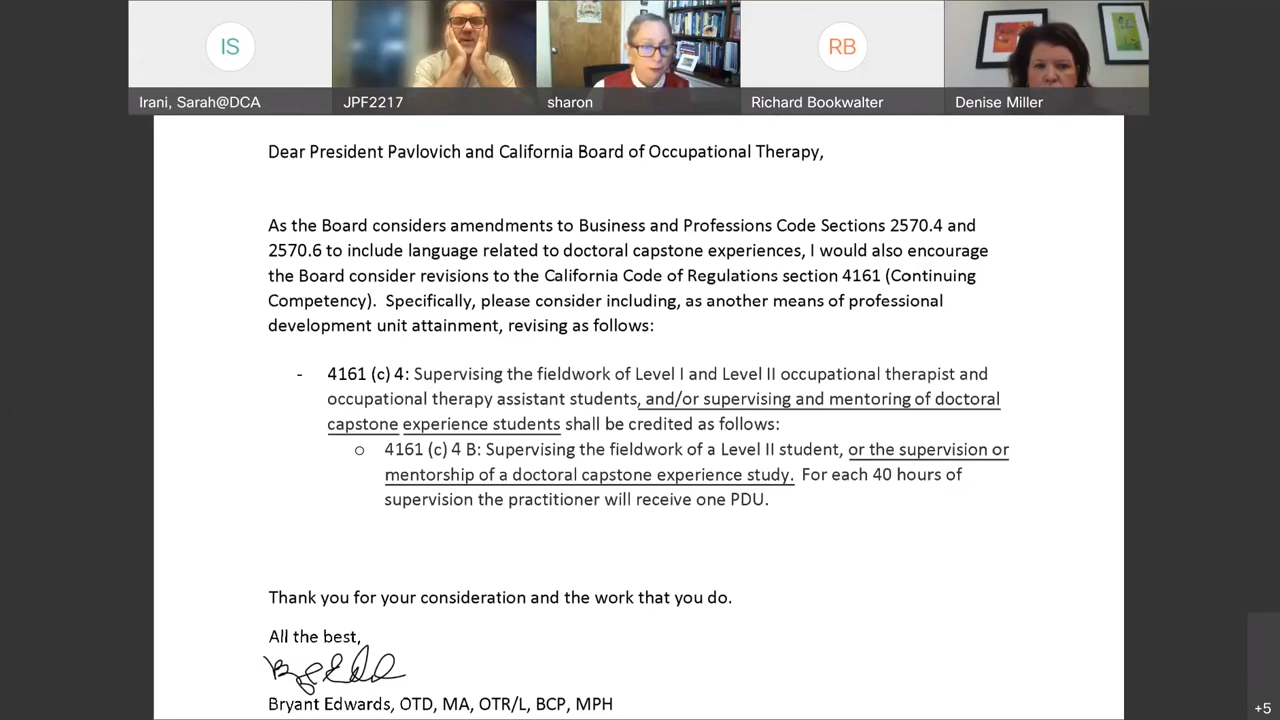 IS
RB
Irani, Sarah@DCA
JPF2217
sharon
Richard Bookwalter
Denise Miller
Dear President Pavlovich and California Board of Occupational Therapy,
As the Board considers amendments to Business and Professions Code Sections 2570.4 and
2570.6 to include language related to doctoral capstone experiences, I would also encourage
the Board consider revisions to the California Code of Regulations section 4161 (Continuing
Competency). Specifically, please consider including, as another means of professional
development unit attainment, revising as follows:
- 4161 (c) 4: Supervising the fieldwork of Level I and Level II occupational therapist and
occupational therapy assistant students, and/or supervising and mentoring of doctoral
capstone experience students shall be credited as follows:
o 4161 (c) 4 B: Supervising the fieldwork of a Level II student, or the supervision or
mentorship of a doctoral capstone experience study. For each 40 hours of
supervision the practitioner will receive one PDU.
Thank you for your consideration and the work that you do.
All the best,
Bryant Edwards, OTD, MA, OTR/L, BCP, MPH
+5